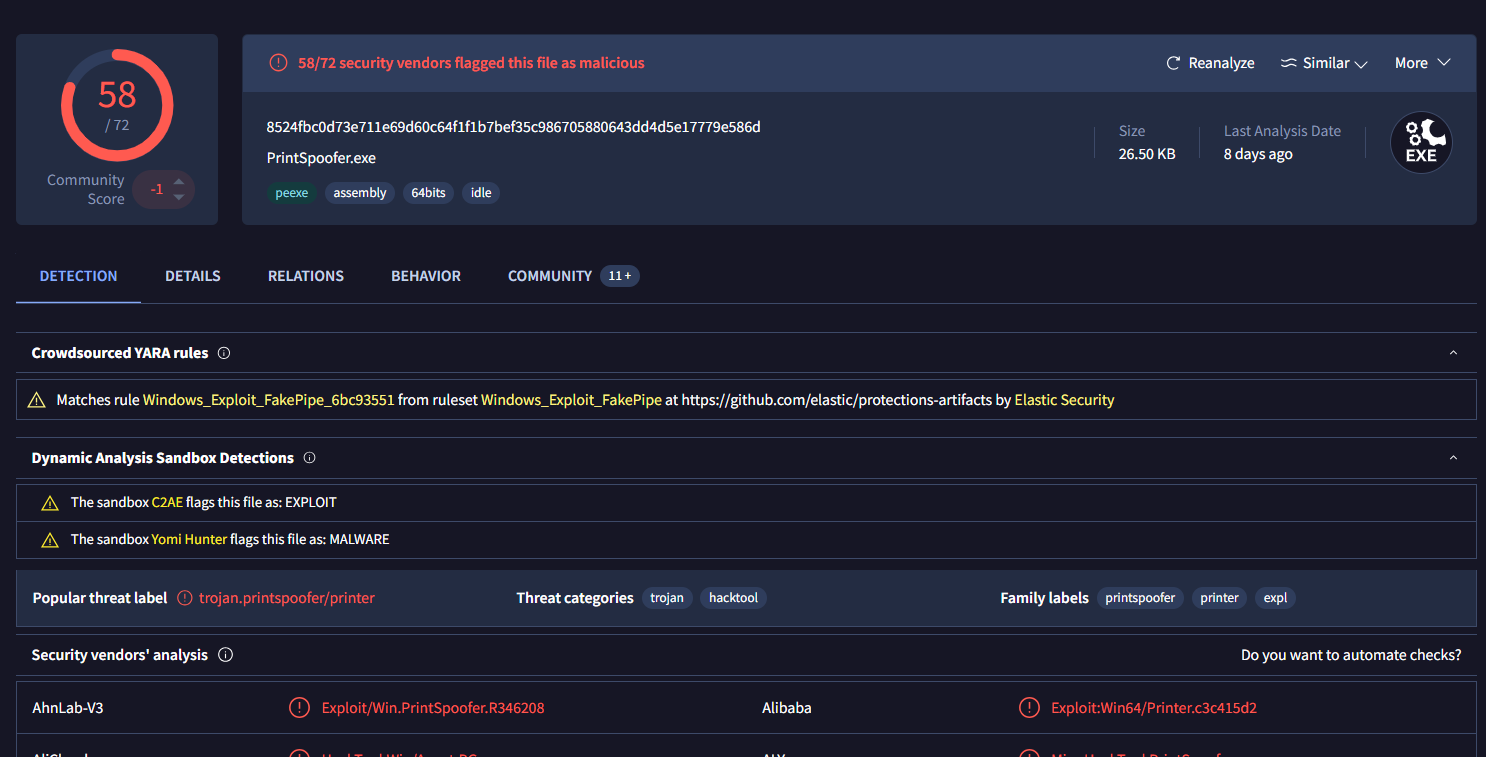 58
/ 72
Community Score
-1
58/72 security vendors flagged this file as malicious
Reanalyze
Similar
More
8524fbc0d73e711e69d60c64f1f1b7bef35c986705880643dd4d5e17779e586d
PrintSpoofer.exe
peexe
assembly
64bits
idle
Size
26.50 KB
Last Analysis Date
8 days ago
EXE
DETECTION
DETAILS
RELATIONS
BEHAVIOR
COMMUNITY 11+
Crowdsourced YARA rules
Matches rule Windows_Exploit_FakePipe_6bc93551 from ruleset Windows_Exploit_FakePipe at https://github.com/elastic/protections-artifacts by Elastic Security
Dynamic Analysis Sandbox Detections
The sandbox C2AE flags this file as: EXPLOIT
The sandbox Yomi Hunter flags this file as: MALWARE
Popular threat label trojan.printspoofer/printer
Threat categories trojan hacktool
Family labels printspoofer printer expl
Security vendors' analysis
Do you want to automate checks?
AhnLab-V3
Exploit/Win.PrintSpoofer.R346208
Alibaba
Exploit:Win64/Printer.c3c415d2